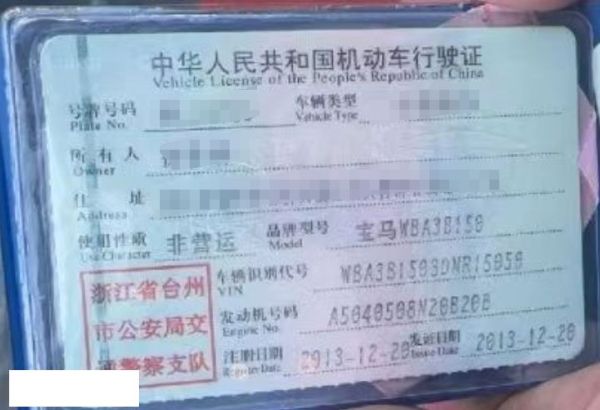 中华人民共和国机动车行驶证
Vehicle License of the People's Republic of China
号牌号码 车辆类型
Plate No. Vehicle Type
所有人
Owner
住址
Address
使用性质 非营运 品牌型号 宝马WBA3B150
Use Character Model
浙江省台州
市公安局交
警察支队
车辆识别代号 WBA3B1503DNR15050
VIN
发动机号码 A5040508N20B20B
Engine No.
注册日期 2013-12-20 发证日期 2013-12-20
Register Date Issue Date